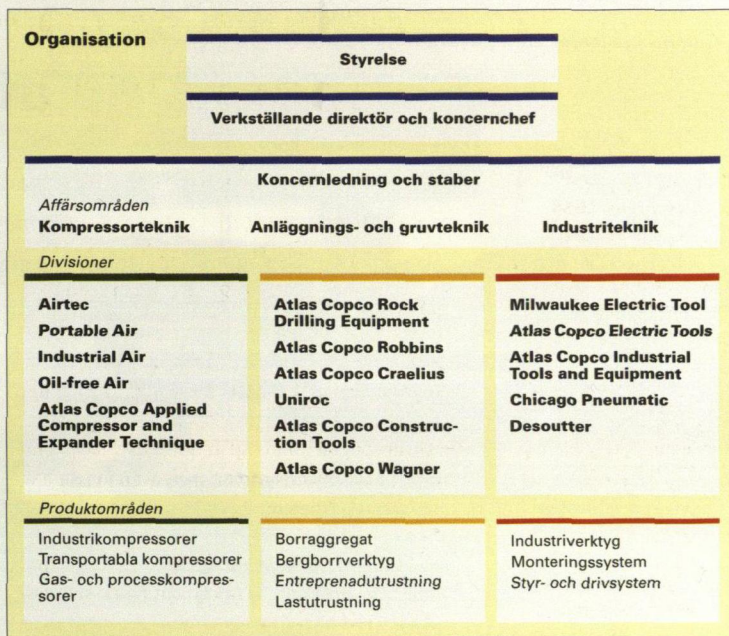 Organisation
Styrelse
Verkställande direktör och koncernchef
Koncernledning och staber
Affärsområden
Kompressorteknik
Anläggnings- och gruvteknik
Industriteknik
Divisioner
Airtec
Portable Air
Industrial Air
Oil-free Air
Atlas Copco Applied
Compressor and
Expander Technique
Atlas Copco Rock
Drilling Equipment
Atlas Copco Robbins
Atlas Copco Craelius
Uniroc
Atlas Copco Construc-
tion Tools
Atlas Copco Wagner
Milwaukee Electric Tool
Atlas Copco Electric Tools
Atlas Copco Industrial
Tools and Equipment
Chicago Pneumatic
Desoutter
Produktområden
Industrikompressorer
Transportabla kompressorer
Gas- och processkompres-
sorer
Borraggregat
Bergborrverktyg
Entreprenadutrustning
Lastutrustning
Industriverktyg
Monteringssystem
Styr- och drivsystem